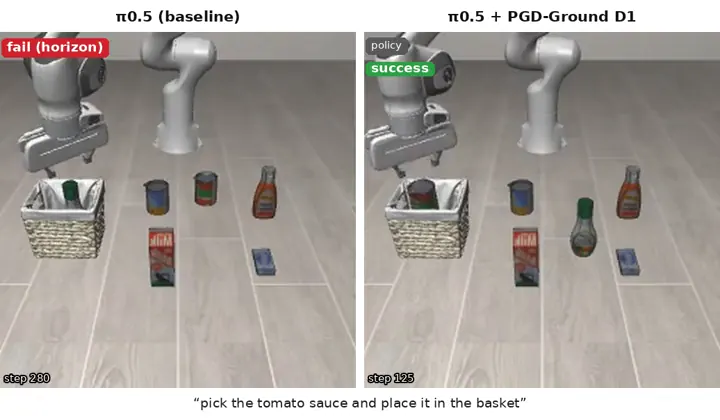 π0.5 (baseline)
π0.5 + PGD-Ground D1
fail (horizon)
policy
success
step 280
step 125
“pick the tomato sauce and place it in the basket”